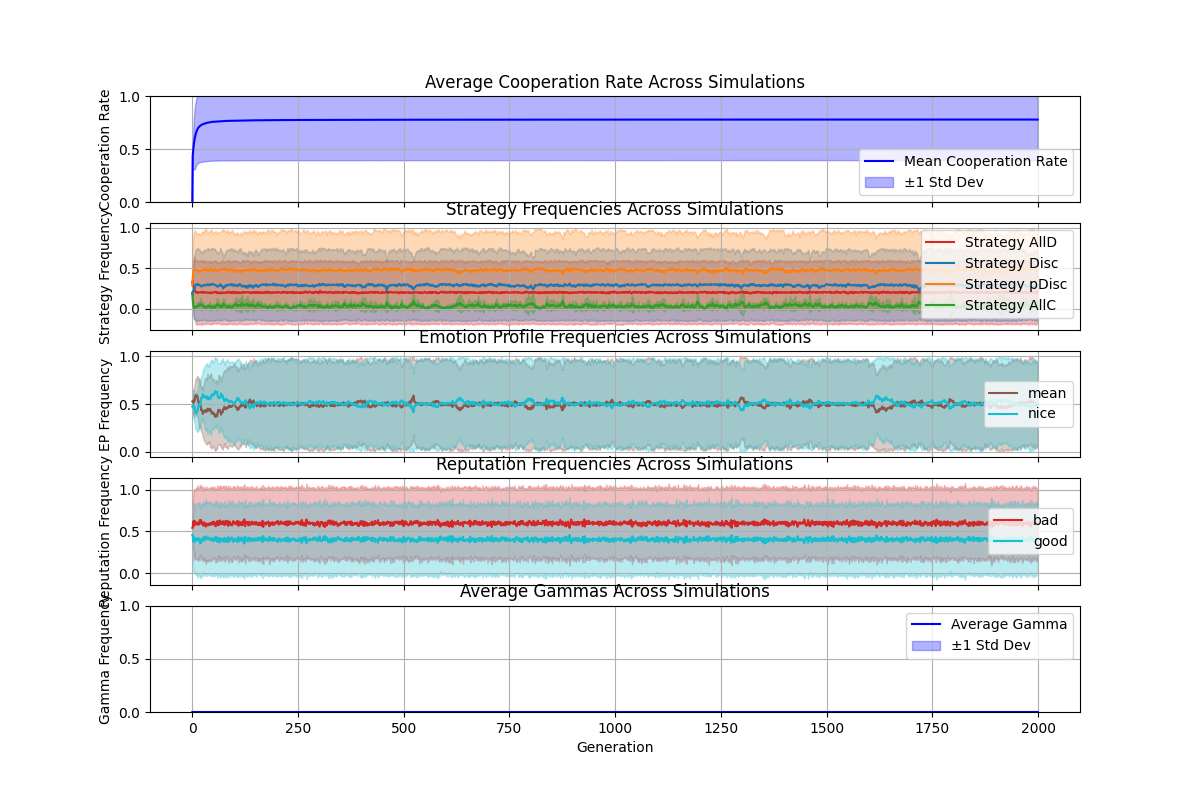 Average Cooperation Rate Across Simulations
Cooperation Rate
1.0
0.5
0.0
Mean Cooperation Rate
±1 Std Dev
Strategy Frequencies Across Simulations
Strategy Frequency
1.0
0.5
0.0
Strategy AllD
Strategy Disc
Strategy pDisc
Strategy AllC
Emotion Profile Frequencies Across Simulations
EP Frequency
1.0
0.5
0.0
mean
nice
Reputation Frequencies Across Simulations
Reputation Frequency
1.0
0.5
0.0
bad
good
Average Gammas Across Simulations
Gamma Frequency
1.0
0.5
0.0
Average Gamma
±1 Std Dev
0 250 500 750 1000 1250 1500 1750 2000
Generation